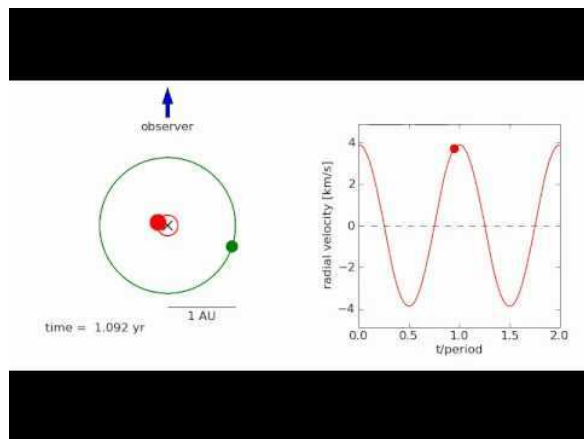 observer
1 AU
time = 1.092 yr
radial velocity [km/s]
4
2
0
−2
−4
0.0 0.5 1.0 1.5 2.0
t/period